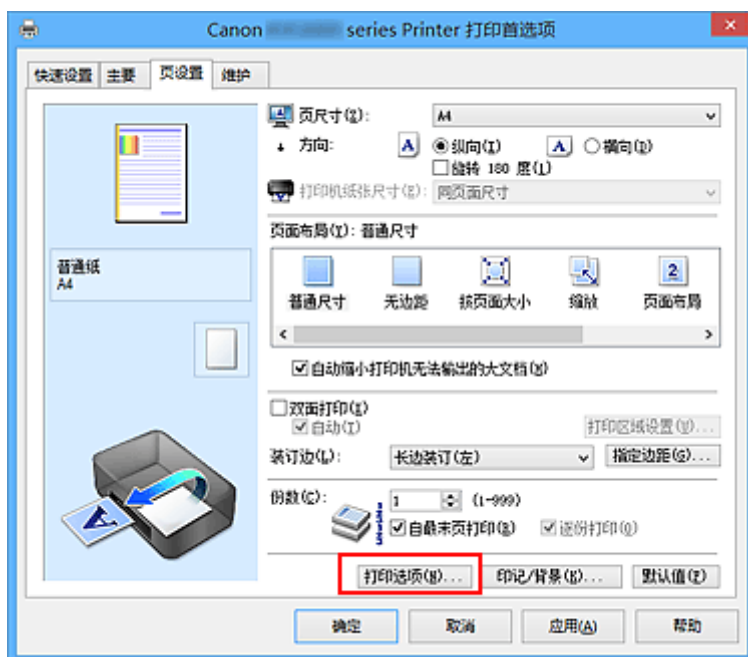 Canon series Printer 打印首选项
快速设置 主要 页设置 维护
页尺寸(Z): A4
方向: A 纵向(I) A 横向(D)
旋转 180 度(L)
打印机纸张尺寸(E): 同页面尺寸
页面布局(Y): 普通尺寸
普通纸
A4
普通尺寸 无边距 按页面大小 缩放 2 页面布局
自动缩小打印机无法输出的大文档(N)
双面打印(X)
自动(T) 打印区域设置(U)...
装订边(L): 长边装订(左) 指定边距(G)...
份数(C): 1 (1-999)
自最末页打印(R) 逐份打印(O)
打印选项(N)... 印记/背景(K)... 默认值(F)
确定 取消 应用(A) 帮助